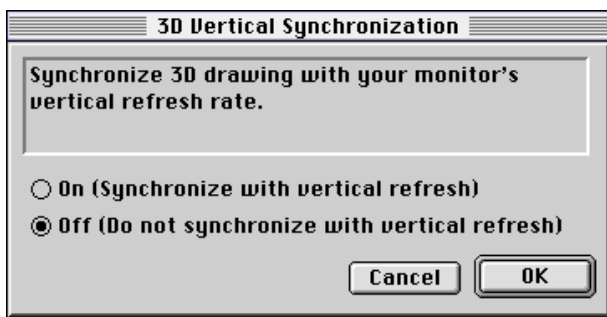 3D Vertical Synchronization
Synchronize 3D drawing with your monitor's
vertical refresh rate.
On (Synchronize with vertical refresh)
Off (Do not synchronize with vertical refresh)
Cancel OK